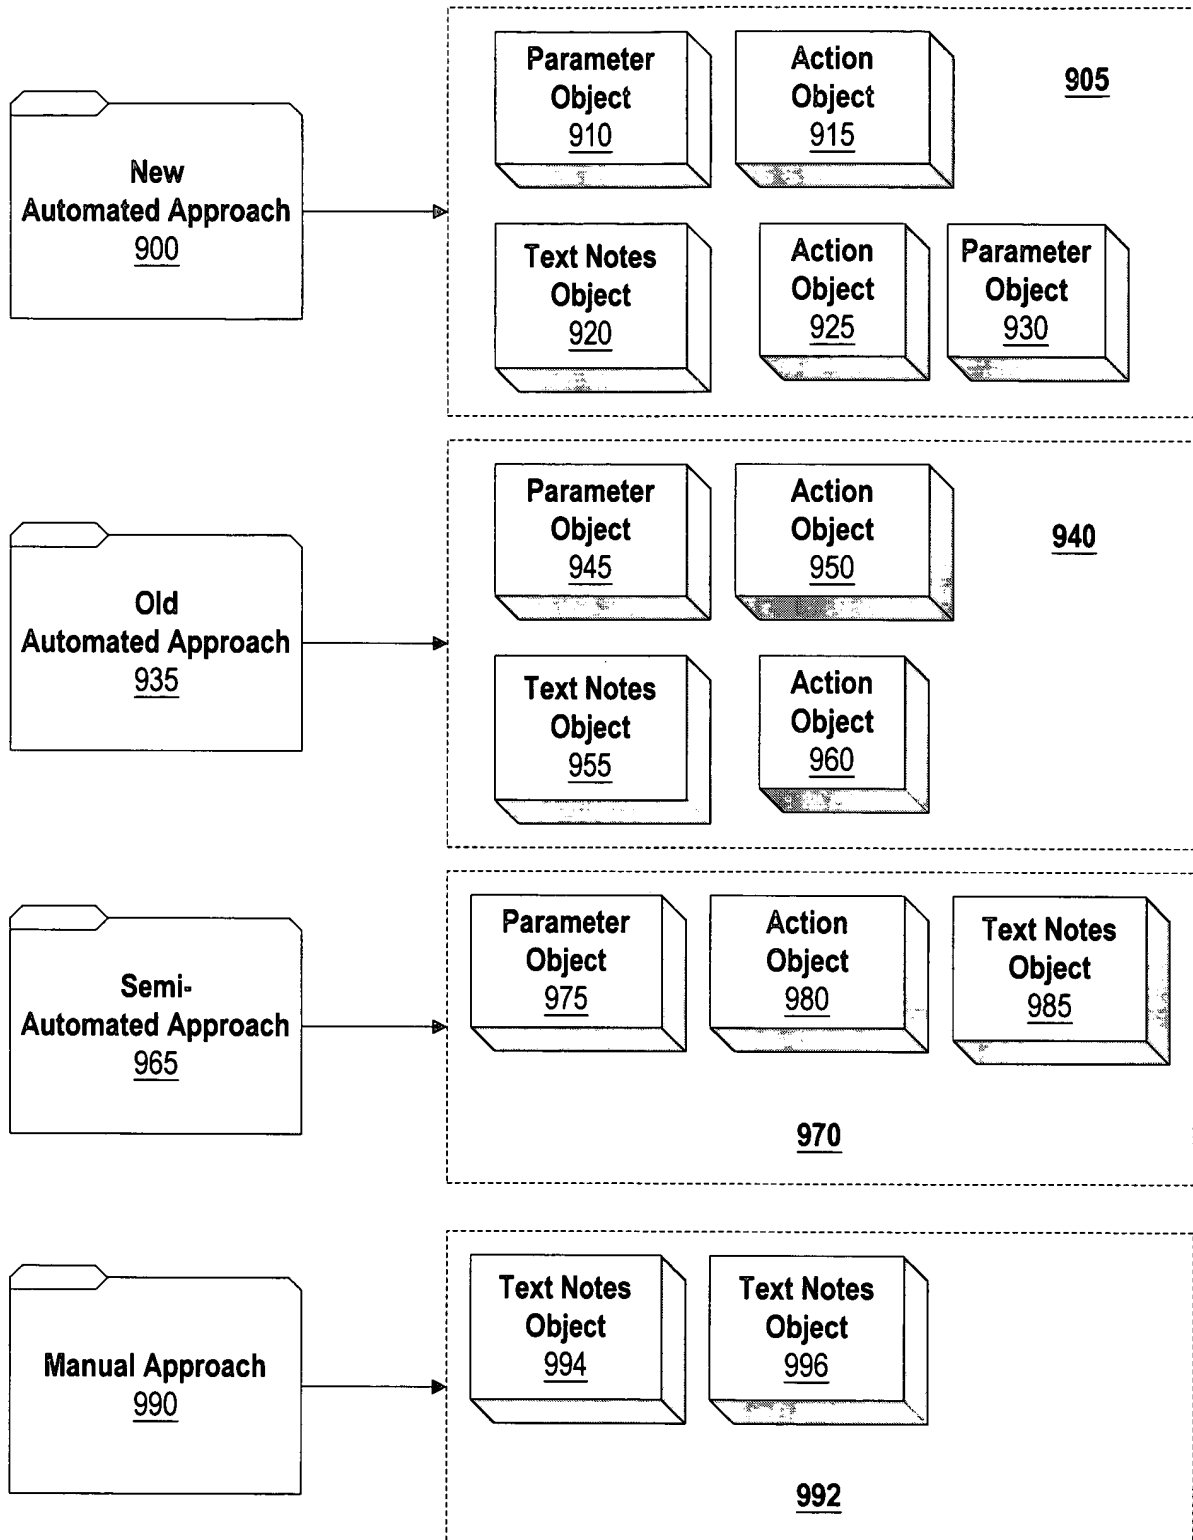 New
Automated Approach
900
Parameter
Object
910
Action
Object
915
905
Text Notes
Object
920
Action
Object
925
Parameter
Object
930
Old
Automated Approach
935
Parameter
Object
945
Action
Object
950
940
Text Notes
Object
955
Action
Object
960
Semi-
Automated Approach
965
Parameter
Object
975
Action
Object
980
Text Notes
Object
985
970
Manual Approach
990
Text Notes
Object
994
Text Notes
Object
996
992